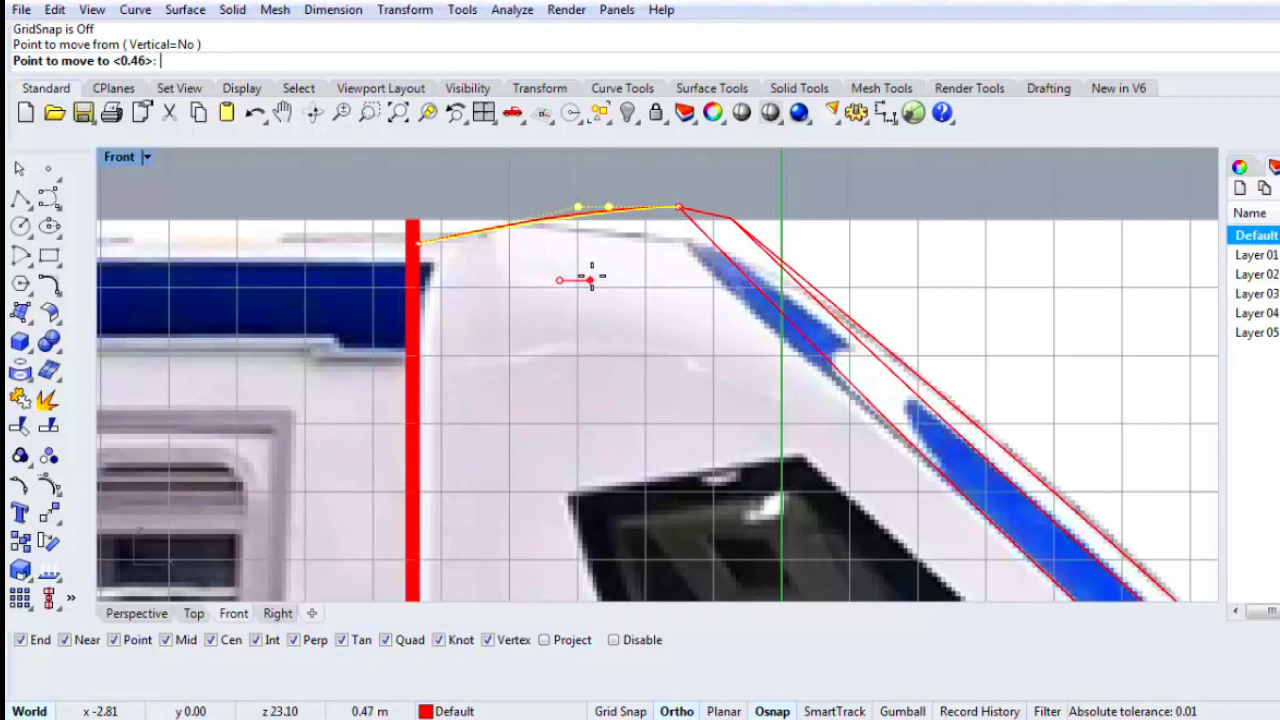 File Edit View Curve Surface Solid Mesh Dimension Transform Tools Analyze Render Panels Help
GridSnap is Off
Point to move from ( Vertical=No )
Point to move to <0.46>:
Standard CPlanes Set View Display Select Viewport Layout Visibility Transform Curve Tools Surface Tools Solid Tools Mesh Tools Render Tools Drafting New in V6
Front
Name
Default
Layer 01
Layer 02
Layer 03
Layer 04
Layer 05
Perspective Top Front Right
End Near Point Mid Cen Int Perp Tan Quad Knot Vertex Project Disable
World x -2.81 y 0.00 z 23.10 0.47 m Default Grid Snap Ortho Planar Osnap SmartTrack Gumball Record History Filter Absolute tolerance: 0.01